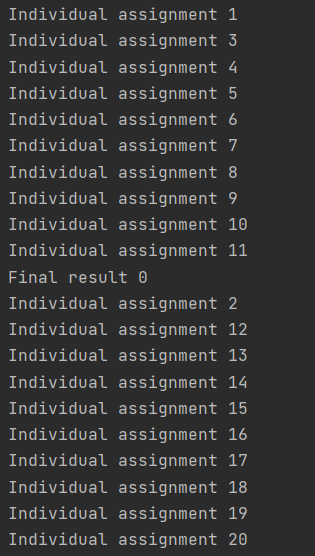 Individual assignment 1
Individual assignment 3
Individual assignment 4
Individual assignment 5
Individual assignment 6
Individual assignment 7
Individual assignment 8
Individual assignment 9
Individual assignment 10
Individual assignment 11
Final result 0
Individual assignment 2
Individual assignment 12
Individual assignment 13
Individual assignment 14
Individual assignment 15
Individual assignment 16
Individual assignment 17
Individual assignment 18
Individual assignment 19
Individual assignment 20